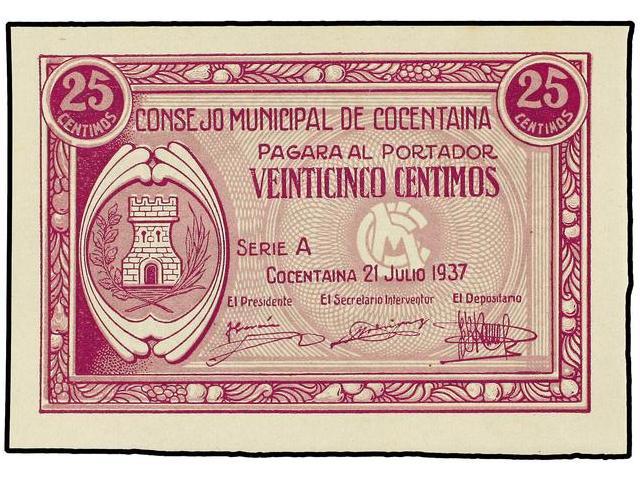 25 CENTIMOS
25 CENTIMOS
CONSEJO MUNICIPAL DE COCENTAINA
PAGARA AL PORTADOR
VEINTICINCO CENTIMOS
CMC
SERIE A
COCENTAINA 21 JULIO 1937
El Presidente El Secretario Interventor El Depositario